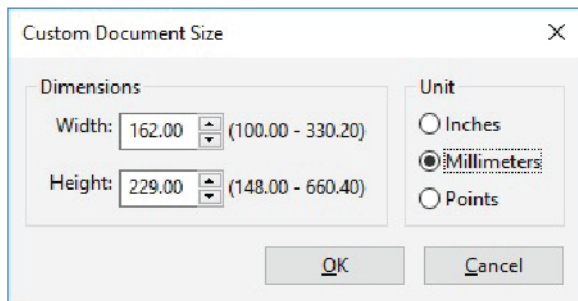 Custom Document Size
Dimensions
Width: 162.00 (100.00 - 330.20)
Height: 229.00 (148.00 - 660.40)
Unit
Inches
Millimeters
Points
OK
Cancel